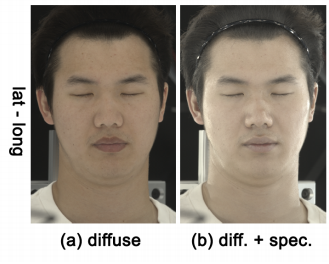 lat - long
(a) diffuse
(b) diff. + spec.